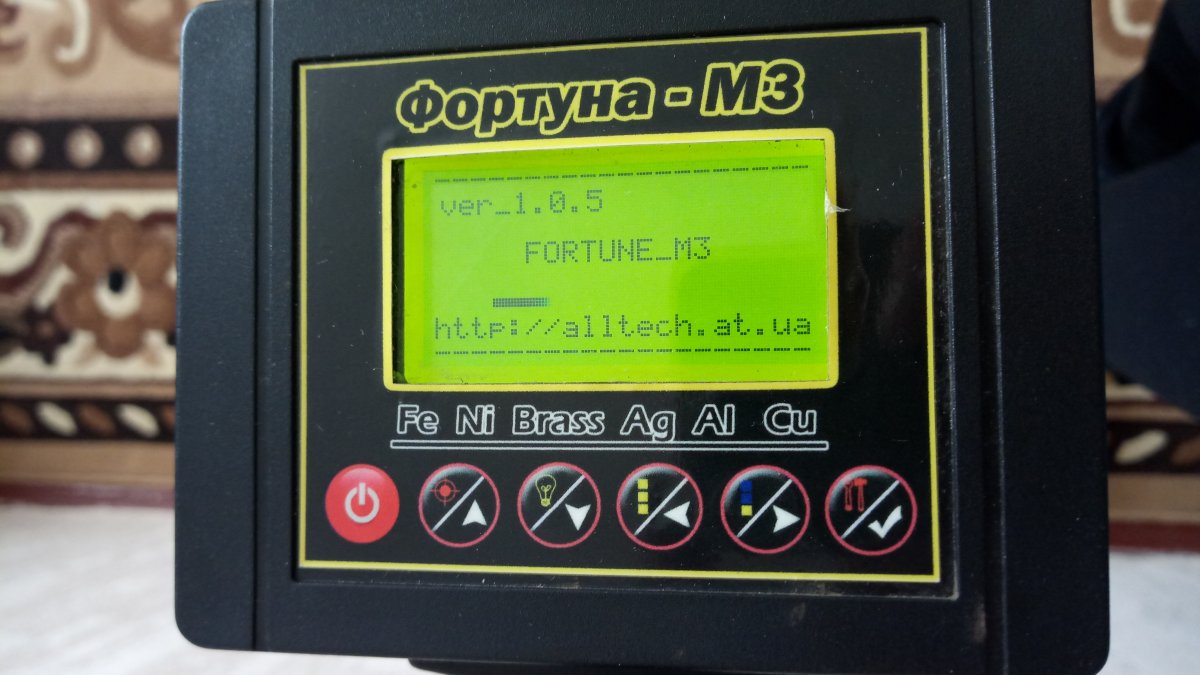 Фортуна - М3
ver_1.0.5
FORTUNE_M3
http://alltech.at.ua
Fe Ni Brass Ag Al Cu